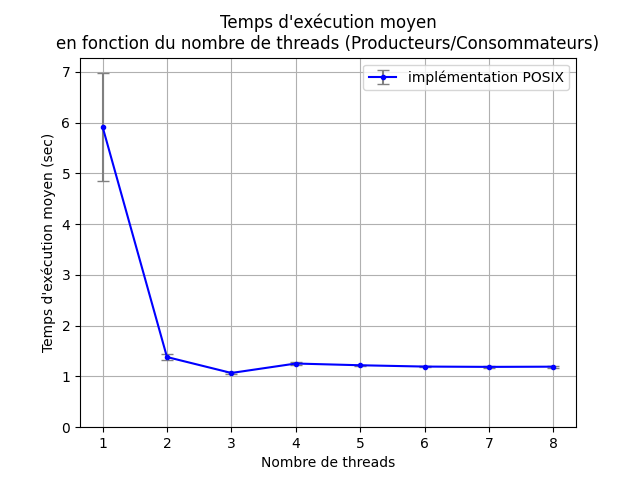 Temps d'exécution moyen
en fonction du nombre de threads (Producteurs/Consommateurs)
implémentation POSIX
Temps d'exécution moyen (sec)
7
6
5
4
3
2
1
0
1 2 3 4 5 6 7 8
Nombre de threads